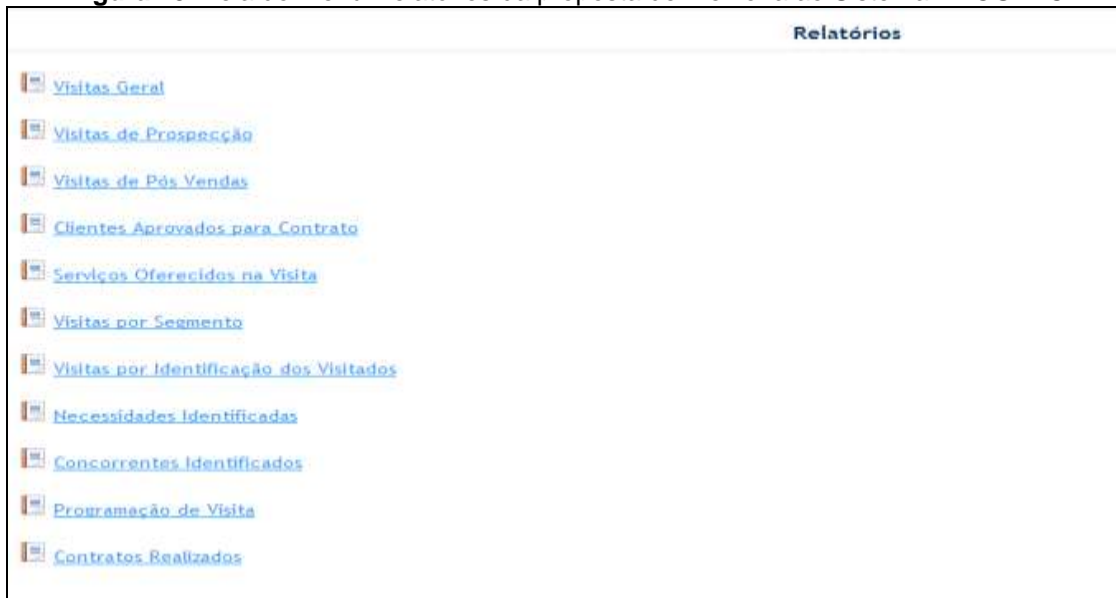 Relatórios
Visitas Geral
Visitas de Prospecção
Visitas de Pós Vendas
Clientes Aprovados para Contrato
Serviços Oferecidos na Visita
Visitas por Segmento
Visitas por Identificação dos Visitados
Necessidades Identificadas
Concorrentes Identificados
Programação de Visita
Contratos Realizados